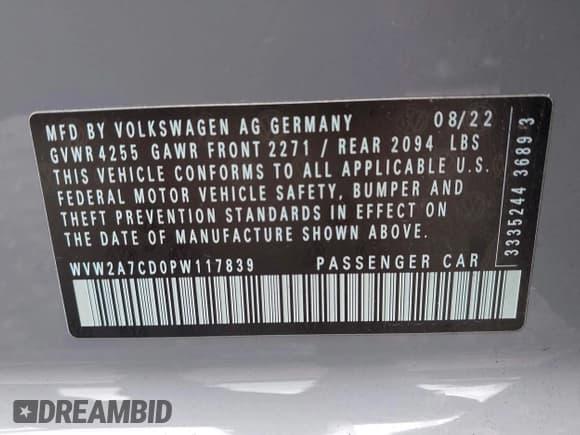 MFD BY VOLKSWAGEN AG GERMANY 08/22
GVWR 4255 GAWR FRONT 2271 / REAR 2094 LBS
THIS VEHICLE CONFORMS TO ALL APPLICABLE U.S.
FEDERAL MOTOR VEHICLE SAFETY, BUMPER AND
THEFT PREVENTION STANDARDS IN EFFECT ON
THE DATE OF MANUFACTURE SHOWN ABOVE.
WVW2A7CD0PW117839 PASSENGER CAR
3335244 36893
DREAMBID